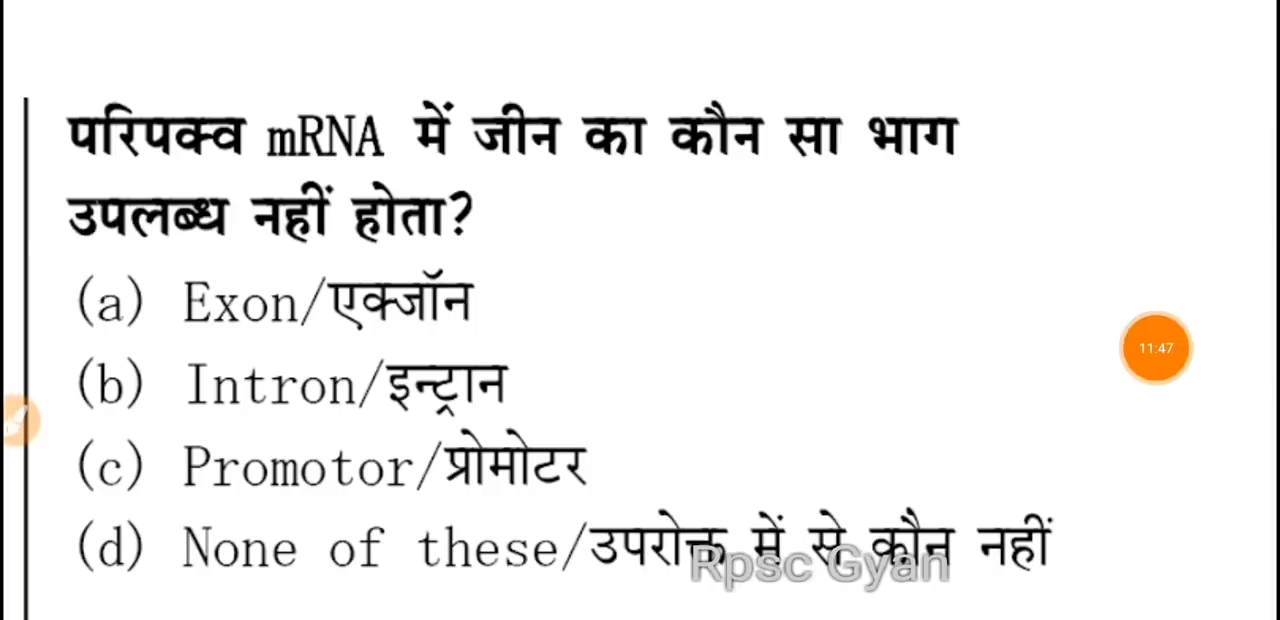 परिपक्व mRNA में जीन का कौन सा भाग
उपलब्ध नहीं होता?
(a) Exon/एक्जॉन
11:47
(b) Intron/इन्ट्रान
(c) Promotor/प्रोमोटर
(d) None of these/उपरोक्त में से कौन नहीं
Rpsc Gyan